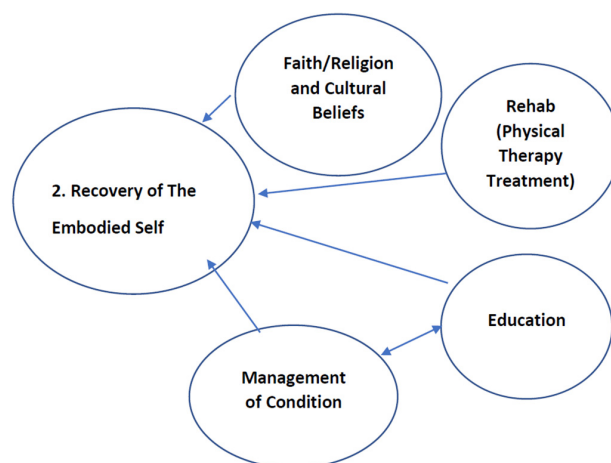 Faith/Religion
and Cultural
Beliefs
Rehab
(Physical
Therapy
Treatment)
2. Recovery of The
Embodied Self
Education
Management
of Condition